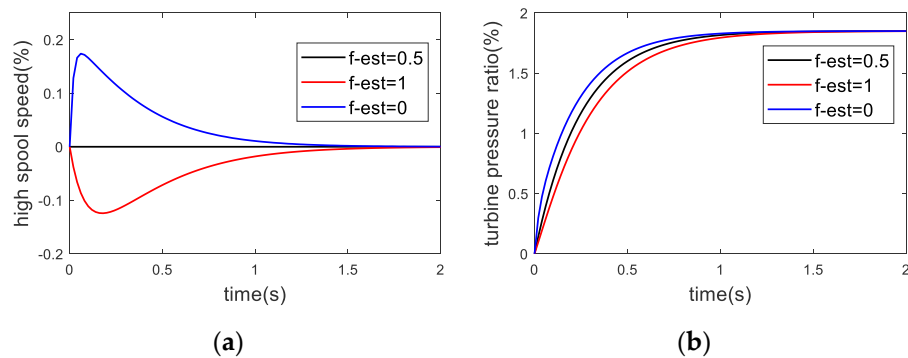 high spool speed(%)
0.2
0.1
0
-0.1
-0.2
f-est=0.5
f-est=1
f-est=0
0 0.5 1 1.5 2
time(s)
(a)
turbine pressure ratio(%)
2
1.5
1
0.5
0
f-est=0.5
f-est=1
f-est=0
0 0.5 1 1.5 2
time(s)
(b)